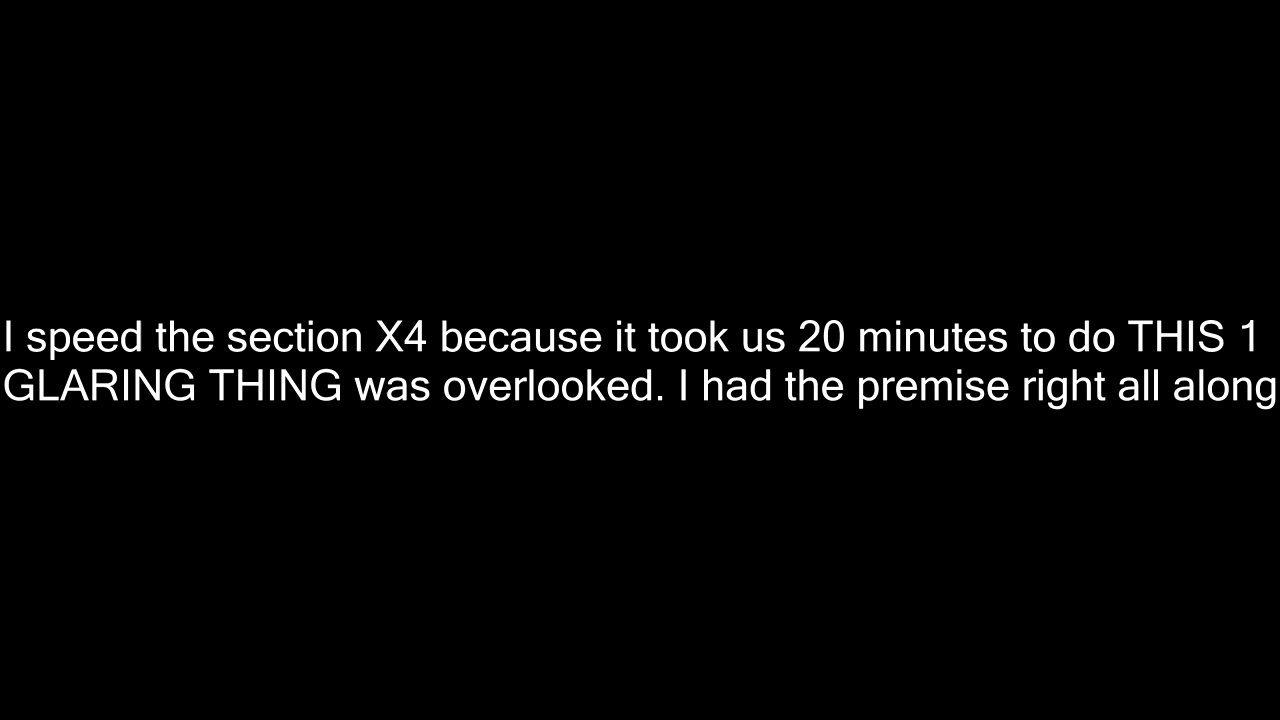 I speed the section X4 because it took us 20 minutes to do THIS 1
GLARING THING was overlooked. I had the premise right all along